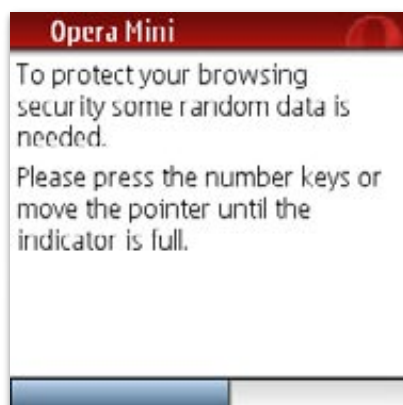 Opera Mini
To protect your browsing
security some random data is
needed.
Please press the number keys or
move the pointer until the
indicator is full.